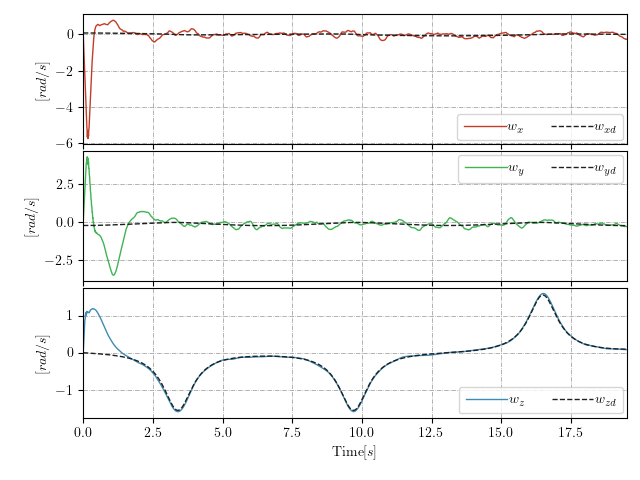 0
−2
−4
−6
[rad/s]
w_x w_xd
2.5
0.0
−2.5
[rad/s]
w_y w_yd
1
0
−1
[rad/s]
w_z w_zd
0.0 2.5 5.0 7.5 10.0 12.5 15.0 17.5
Time[s]